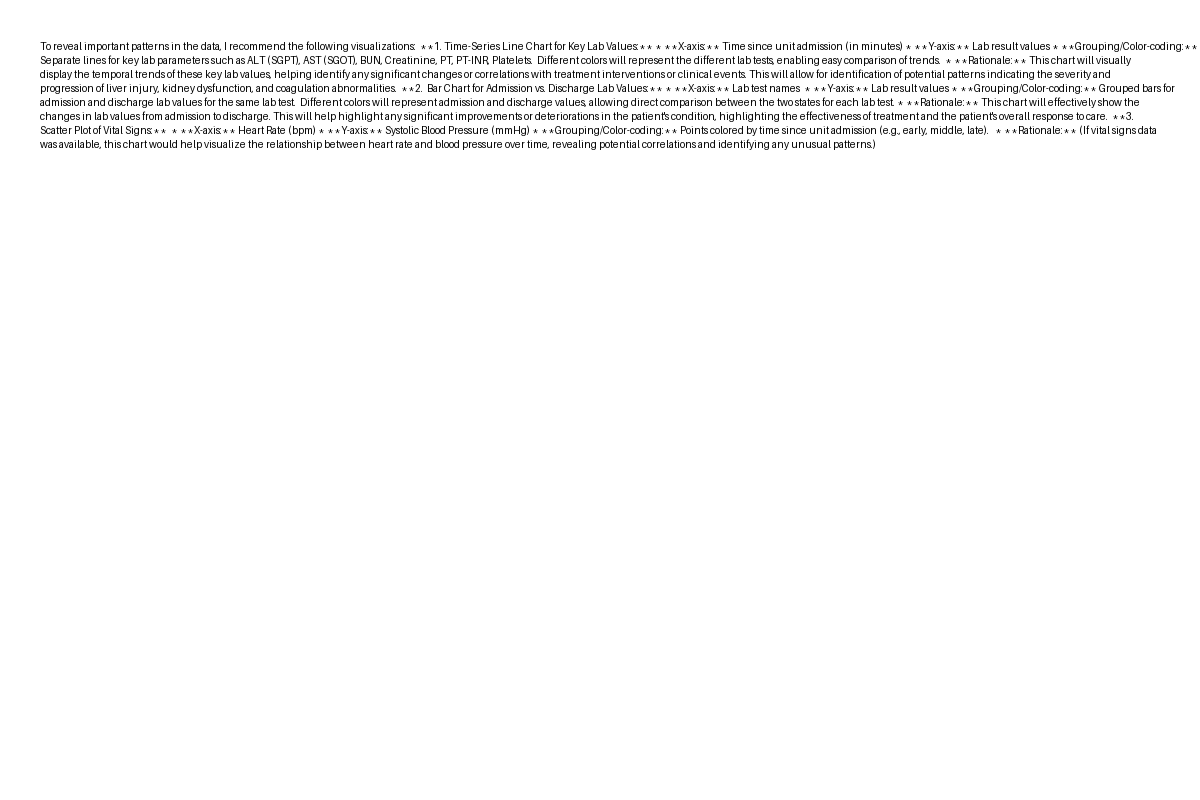 To reveal important patterns in the data, I recommend the following visualizations: **1. Time-Series Line Chart for Key Lab Values:** * **X-axis:** Time since unit admission (in minutes) * **Y-axis:** Lab result values * **Grouping/Color-coding:**
Separate lines for key lab parameters such as ALT (SGPT), AST (SGOT), BUN, Creatinine, PT, PT-INR, Platelets. Different colors will represent the different lab tests, enabling easy comparison of trends. * **Rationale:** This chart will visually
display the temporal trends of these key lab values, helping identify any significant changes or correlations with treatment interventions or clinical events. This will allow for identification of potential patterns indicating the severity and
progression of liver injury, kidney dysfunction, and coagulation abnormalities. **2. Bar Chart for Admission vs. Discharge Lab Values:** * **X-axis:** Lab test names * **Y-axis:** Lab result values * **Grouping/Color-coding:** Grouped bars for
admission and discharge lab values for the same lab test. Different colors will represent admission and discharge values, allowing direct comparison between the two states for each lab test. * **Rationale:** This chart will effectively show the
changes in lab values from admission to discharge. This will help highlight any significant improvements or deteriorations in the patient's condition, highlighting the effectiveness of treatment and the patient's overall response to care. **3.
Scatter Plot of Vital Signs:** * **X-axis:** Heart Rate (bpm) * **Y-axis:** Systolic Blood Pressure (mmHg) * **Grouping/Color-coding:** Points colored by time since unit admission (e.g., early, middle, late). * **Rationale:** (If vital signs data
was available, this chart would help visualize the relationship between heart rate and blood pressure over time, revealing potential correlations and identifying any unusual patterns.)